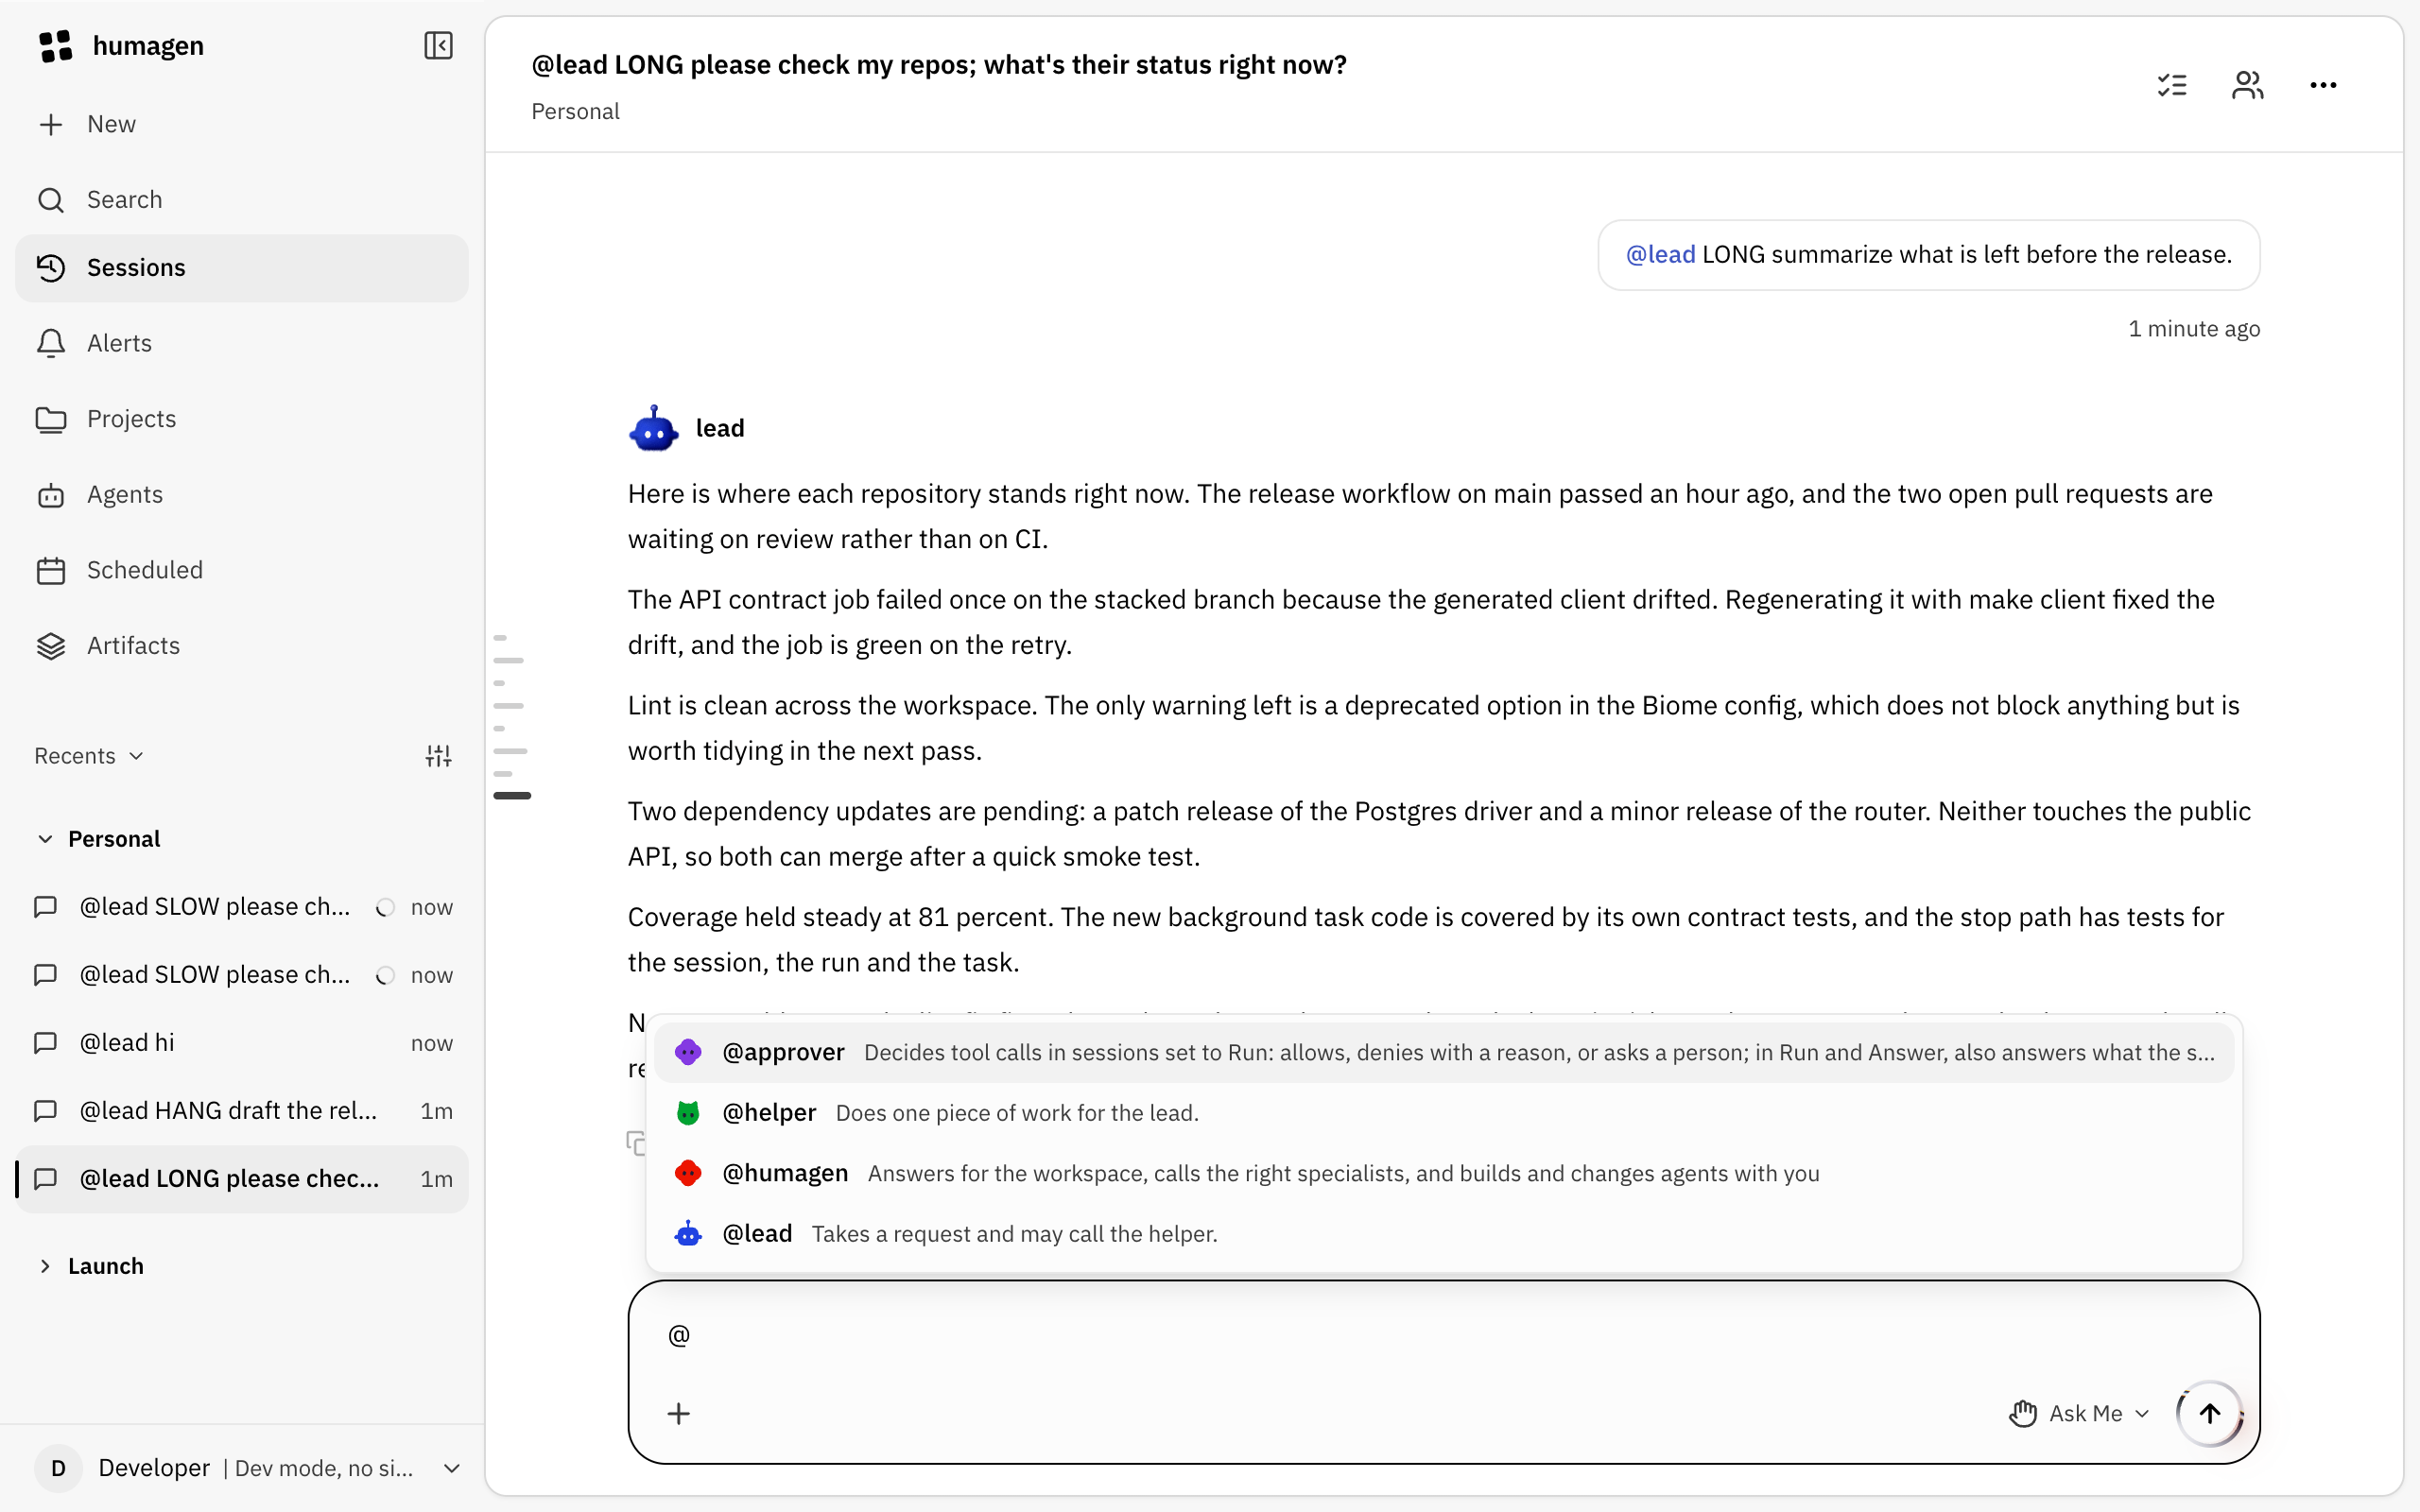 humagen
New
Search
Sessions
Alerts
Projects
Agents
Scheduled
Artifacts
Recents
Personal
@lead SLOW please ch... now
@lead SLOW please ch... now
@lead hi now
@lead HANG draft the rel... 1m
@lead LONG please chec... 1m
Launch
D Developer | Dev mode, no si...
@lead LONG please check my repos; what's their status right now?
Personal
@lead LONG summarize what is left before the release.
1 minute ago
lead
Here is where each repository stands right now. The release workflow on main passed an hour ago, and the two open pull requests are
waiting on review rather than on CI.
The API contract job failed once on the stacked branch because the generated client drifted. Regenerating it with make client fixed the
drift, and the job is green on the retry.
Lint is clean across the workspace. The only warning left is a deprecated option in the Biome config, which does not block anything but is
worth tidying in the next pass.
Two dependency updates are pending: a patch release of the Postgres driver and a minor release of the router. Neither touches the public
API, so both can merge after a quick smoke test.
Coverage held steady at 81 percent. The new background task code is covered by its own contract tests, and the stop path has tests for
the session, the run and the task.
@approver Decides tool calls in sessions set to Run: allows, denies with a reason, or asks a person; in Run and Answer, also answers what the s...
@helper Does one piece of work for the lead.
@humagen Answers for the workspace, calls the right specialists, and builds and changes agents with you
@lead Takes a request and may call the helper.
@
Ask Me